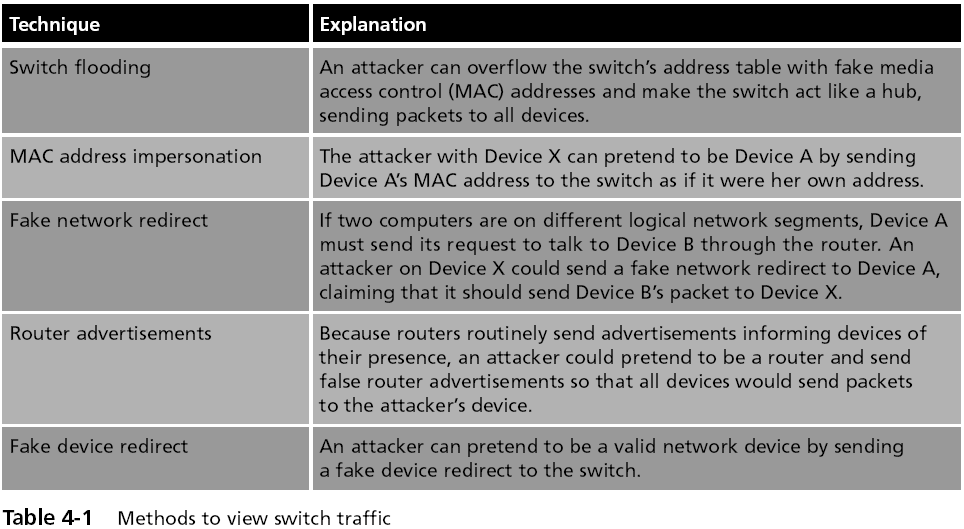 Technique Explanation
Switch flooding An attacker can overflow the switch's address table with fake media
access control (MAC) addresses and make the switch act like a hub,
sending packets to all devices.
MAC address impersonation The attacker with Device X can pretend to be Device A by sending
Device A's MAC address to the switch as if it were her own address.
Fake network redirect If two computers are on different logical network segments, Device A
must send its request to talk to Device B through the router. An
attacker on Device X could send a fake network redirect to Device A,
claiming that it should send Device B's packet to Device X.
Router advertisements Because routers routinely send advertisements informing devices of
their presence, an attacker could pretend to be a router and send
false router advertisements so that all devices would send packets
to the attacker's device.
Fake device redirect An attacker can pretend to be a valid network device by sending
a fake device redirect to the switch.
Table 4-1 Methods to view switch traffic